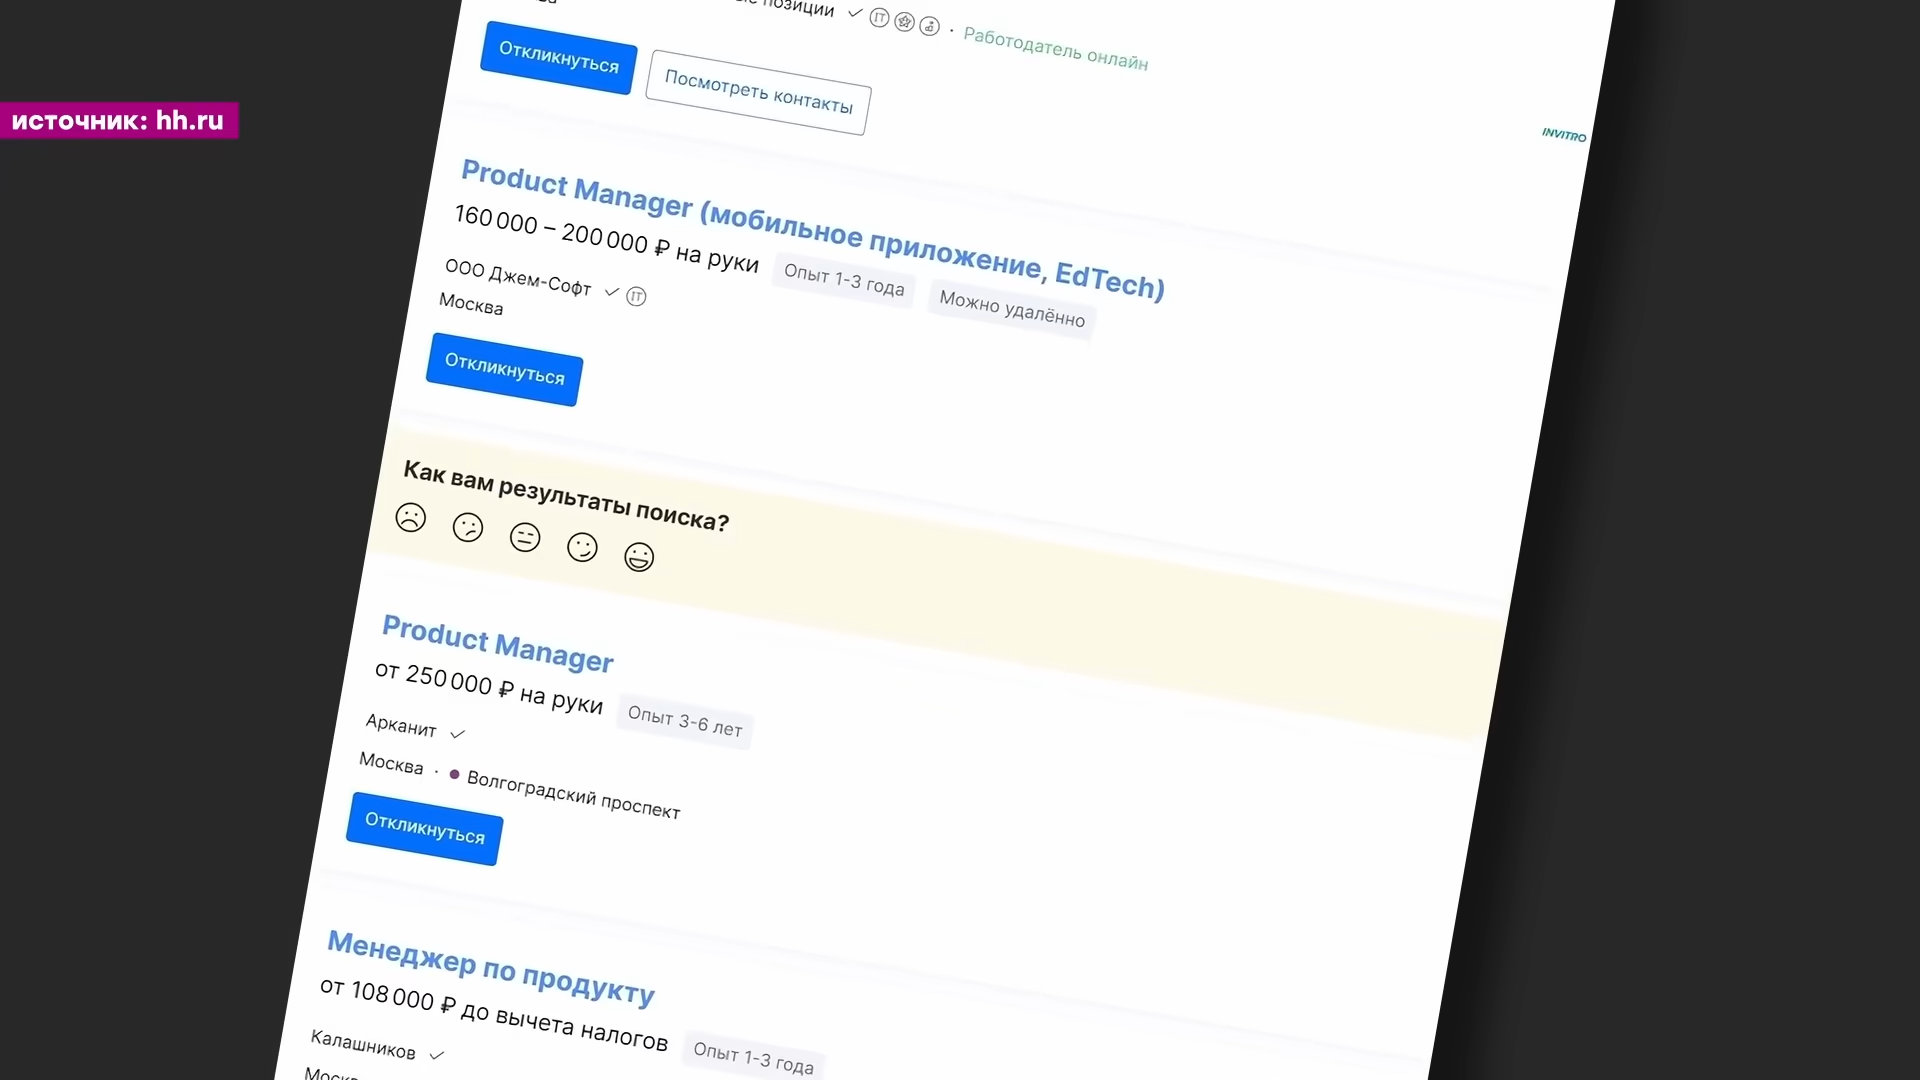 позиции
IT
Работодатель онлайн
Откликнуться
Посмотреть контакты
источник: hh.ru
INVITRO
Product Manager (мобильное приложение, EdTech)
160 000 – 200 000 ₽ на руки
Опыт 1-3 года
Можно удалённо
ООО Джем-Софт
IT
Москва
Откликнуться
Как вам результаты поиска?
Product Manager
от 250 000 ₽ на руки
Опыт 3-6 лет
Арканит
Москва · Волгоградский проспект
Откликнуться
Менеджер по продукту
от 108 000 ₽ до вычета налогов
Опыт 1-3 года
Калашников